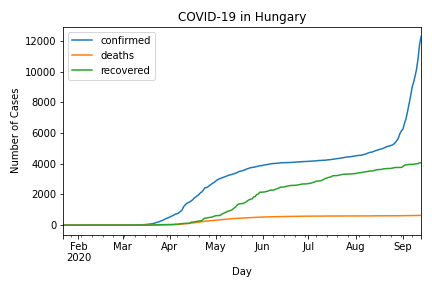 COVID-19 in Hungary
confirmed
deaths
recovered
12000
10000
8000
6000
4000
2000
0
Number of Cases
Feb Mar Apr May Jun Jul Aug Sep
2020
Day